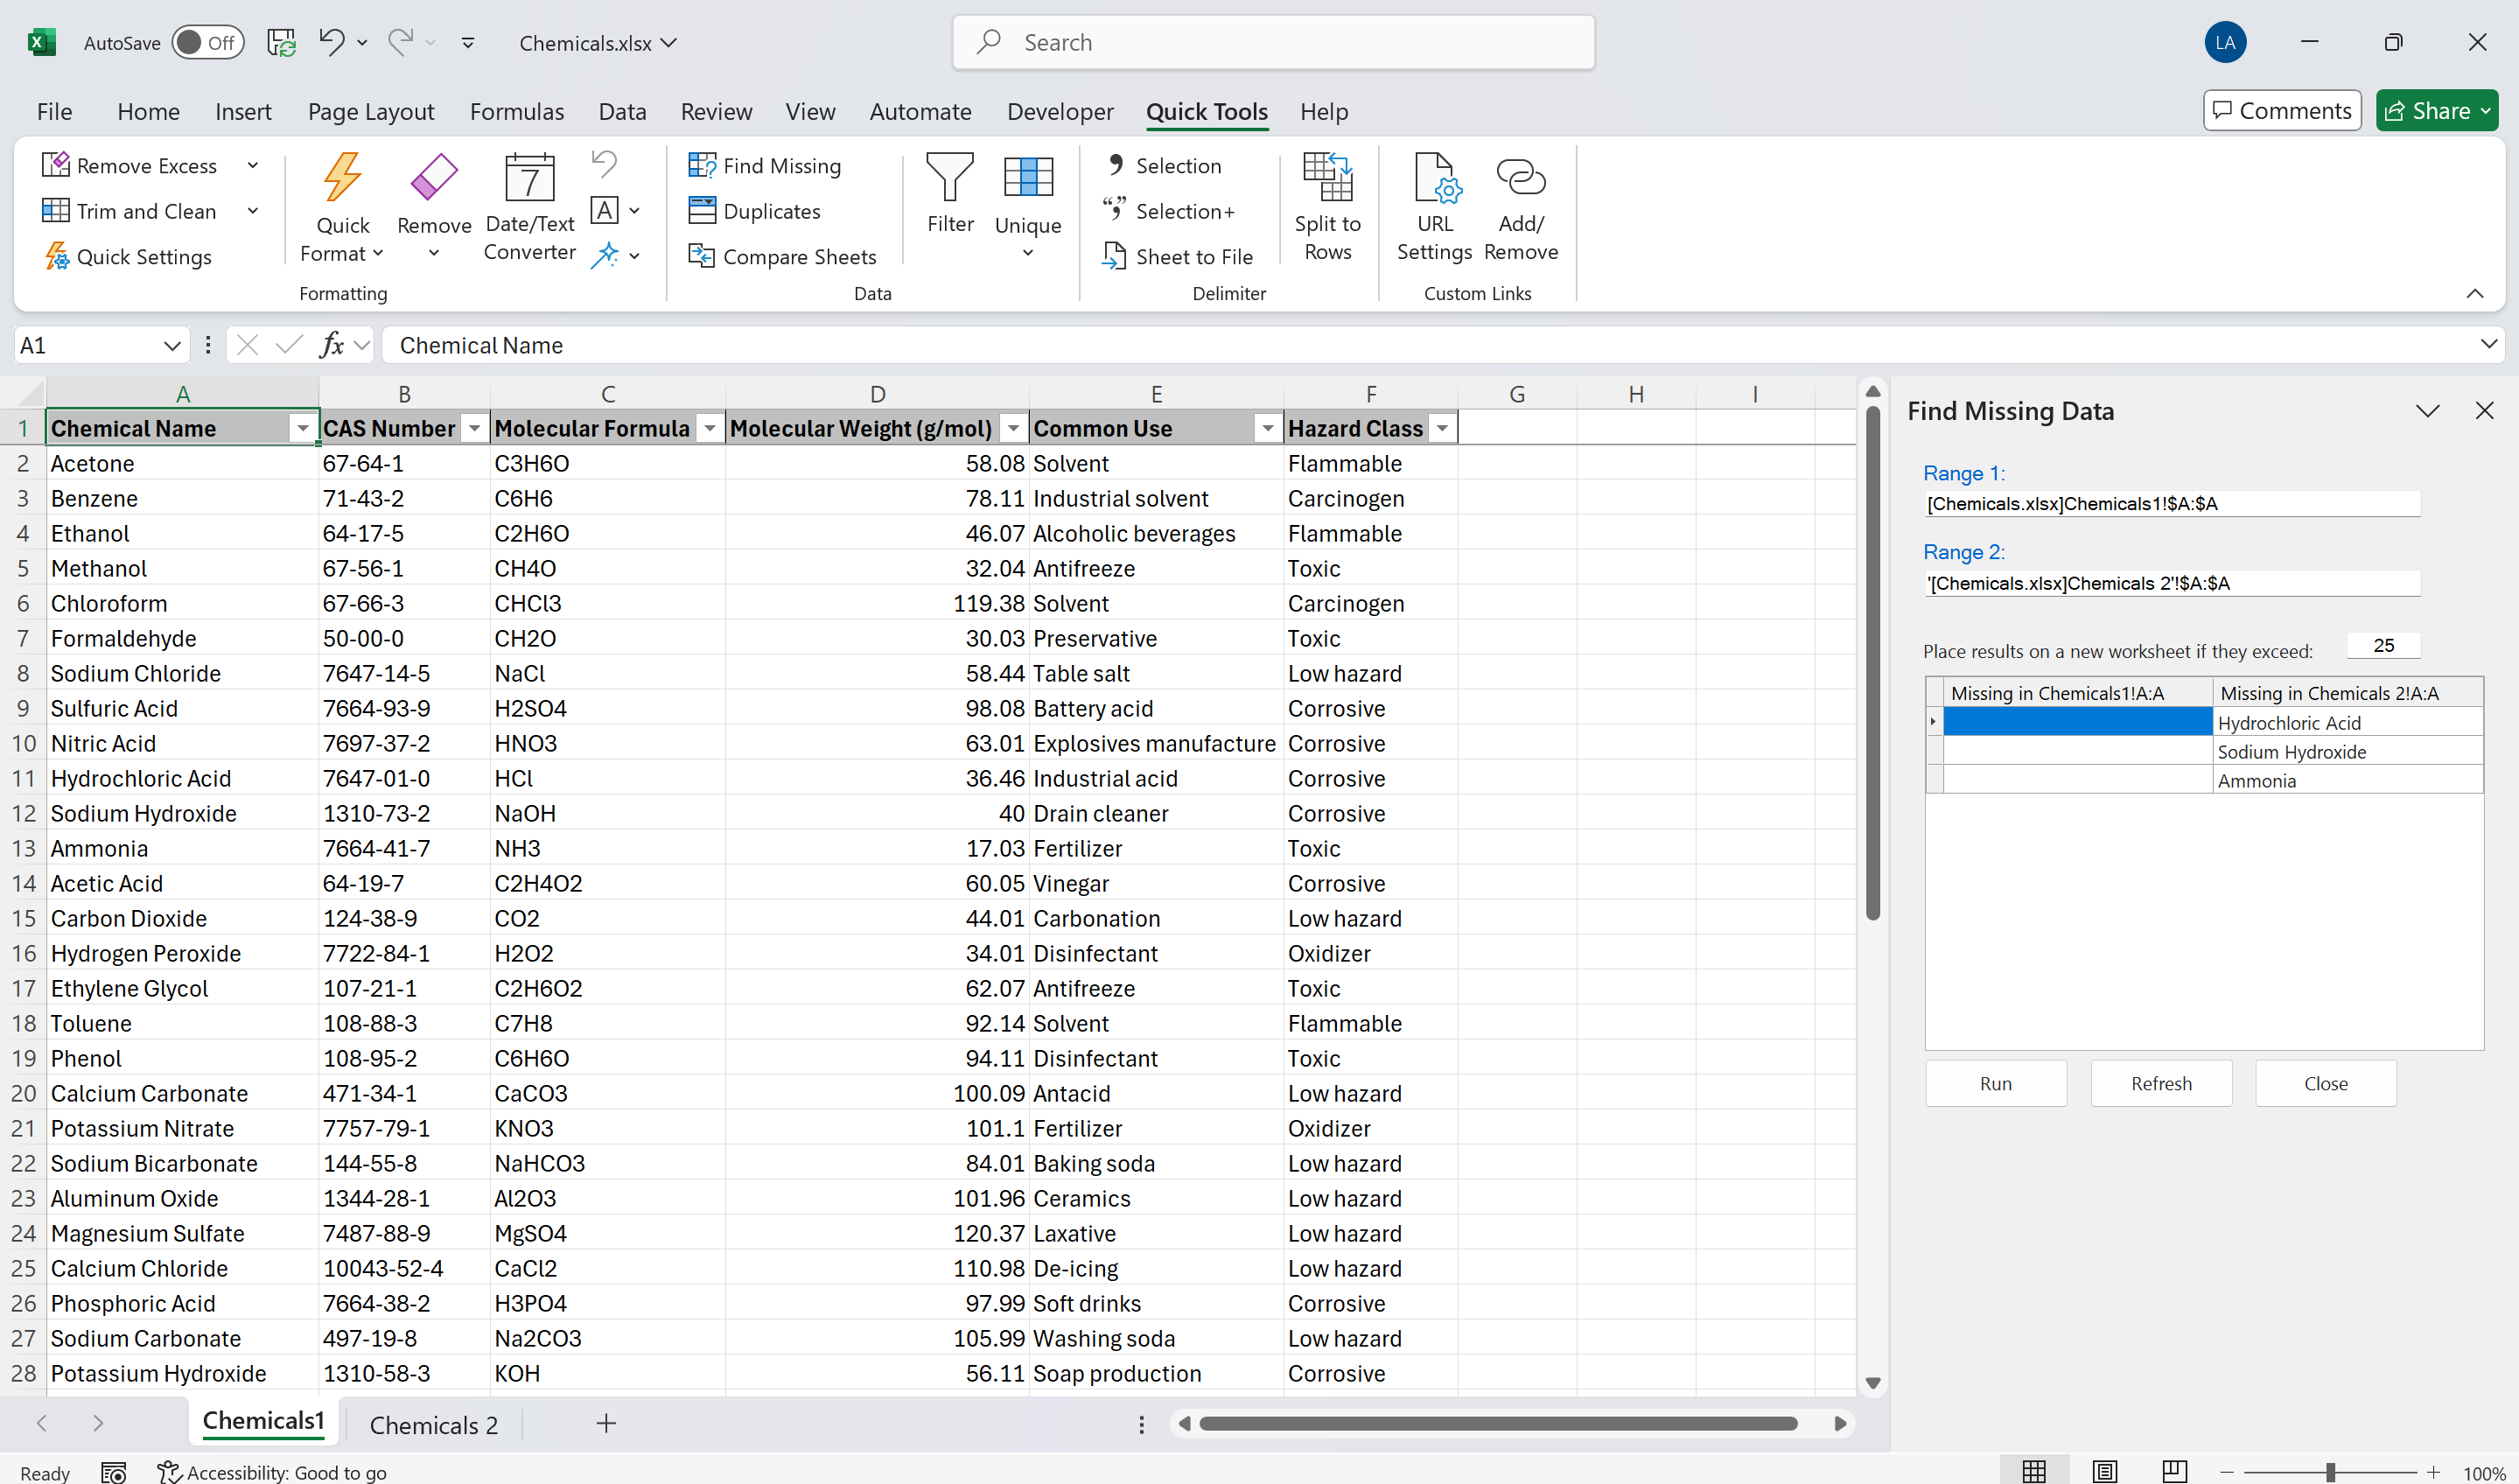 AutoSave Off Chemicals.xlsx Search LA
File Home Insert Page Layout Formulas Data Review View Automate Developer Quick Tools Help Comments Share
Remove Excess
Trim and Clean
Quick Settings
Quick Format
Remove
Date/Text Converter
Formatting
Find Missing
Duplicates
Compare Sheets
Filter
Unique
Data
Selection
Selection+
Sheet to File
Split to Rows
Delimiter
URL Settings
Add/ Remove
Custom Links
A1 fx Chemical Name
A B C D E F G H I
1 Chemical Name CAS Number Molecular Formula Molecular Weight (g/mol) Common Use Hazard Class
2 Acetone 67-64-1 C3H6O 58.08 Solvent Flammable
3 Benzene 71-43-2 C6H6 78.11 Industrial solvent Carcinogen
4 Ethanol 64-17-5 C2H6O 46.07 Alcoholic beverages Flammable
5 Methanol 67-56-1 CH4O 32.04 Antifreeze Toxic
6 Chloroform 67-66-3 CHCl3 119.38 Solvent Carcinogen
7 Formaldehyde 50-00-0 CH2O 30.03 Preservative Toxic
8 Sodium Chloride 7647-14-5 NaCl 58.44 Table salt Low hazard
9 Sulfuric Acid 7664-93-9 H2SO4 98.08 Battery acid Corrosive
10 Nitric Acid 7697-37-2 HNO3 63.01 Explosives manufacture Corrosive
11 Hydrochloric Acid 7647-01-0 HCl 36.46 Industrial acid Corrosive
12 Sodium Hydroxide 1310-73-2 NaOH 40 Drain cleaner Corrosive
13 Ammonia 7664-41-7 NH3 17.03 Fertilizer Toxic
14 Acetic Acid 64-19-7 C2H4O2 60.05 Vinegar Corrosive
15 Carbon Dioxide 124-38-9 CO2 44.01 Carbonation Low hazard
16 Hydrogen Peroxide 7722-84-1 H2O2 34.01 Disinfectant Oxidizer
17 Ethylene Glycol 107-21-1 C2H6O2 62.07 Antifreeze Toxic
18 Toluene 108-88-3 C7H8 92.14 Solvent Flammable
19 Phenol 108-95-2 C6H6O 94.11 Disinfectant Toxic
20 Calcium Carbonate 471-34-1 CaCO3 100.09 Antacid Low hazard
21 Potassium Nitrate 7757-79-1 KNO3 101.1 Fertilizer Oxidizer
22 Sodium Bicarbonate 144-55-8 NaHCO3 84.01 Baking soda Low hazard
23 Aluminum Oxide 1344-28-1 Al2O3 101.96 Ceramics Low hazard
24 Magnesium Sulfate 7487-88-9 MgSO4 120.37 Laxative Low hazard
25 Calcium Chloride 10043-52-4 CaCl2 110.98 De-icing Low hazard
26 Phosphoric Acid 7664-38-2 H3PO4 97.99 Soft drinks Corrosive
27 Sodium Carbonate 497-19-8 Na2CO3 105.99 Washing soda Low hazard
28 Potassium Hydroxide 1310-58-3 KOH 56.11 Soap production Corrosive
Find Missing Data
Range 1:
[Chemicals.xlsx]Chemicals1!$A:$A
Range 2:
'[Chemicals.xlsx]Chemicals 2'!$A:$A
Place results on a new worksheet if they exceed: 25
Missing in Chemicals1!A:A Missing in Chemicals 2!A:A
Hydrochloric Acid
Sodium Hydroxide
Ammonia
Run Refresh Close
Chemicals1 Chemicals 2
Ready Accessibility: Good to go 100%